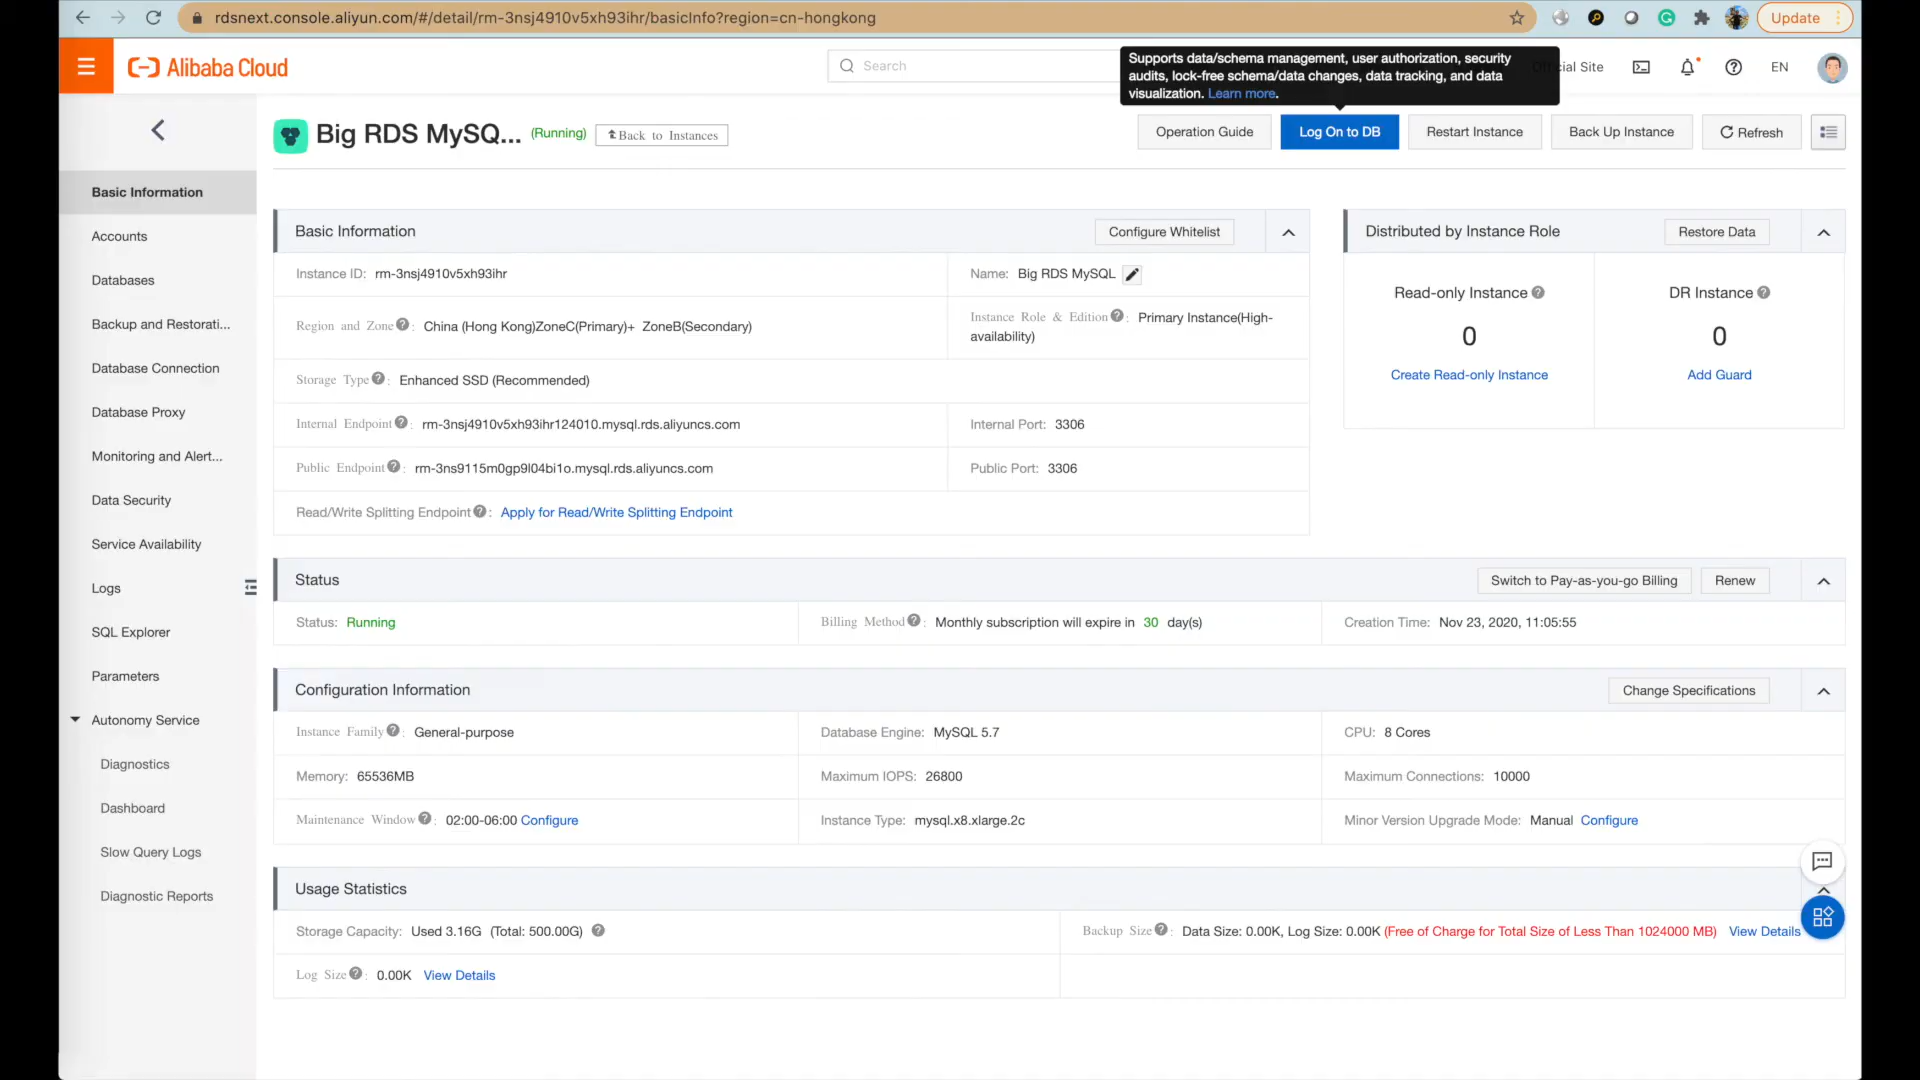 rdsnext.console.aliyun.com/#/detail/rm-3nsj4910v5xh93ihr/basicInfo?region=cn-hongkong
Update
Alibaba Cloud
Search
Supports data/schema management, user authorization, security
audits, lock-free schema/data changes, data tracking, and data
visualization. Learn more.
Site
EN
Big RDS MySQ...
(Running)
Back to Instances
Operation Guide
Log On to DB
Restart Instance
Back Up Instance
Refresh
Basic Information
Accounts
Databases
Backup and Restorati...
Database Connection
Database Proxy
Monitoring and Alert...
Data Security
Service Availability
Logs
SQL Explorer
Parameters
Autonomy Service
Diagnostics
Dashboard
Slow Query Logs
Diagnostic Reports
Basic Information
Configure Whitelist
Instance ID: rm-3nsj4910v5xh93ihr
Name: Big RDS MySQL
Region and Zone : China (Hong Kong)ZoneC(Primary)+ ZoneB(Secondary)
Instance Role & Edition : Primary Instance(High-
availability)
Storage Type : Enhanced SSD (Recommended)
Internal Endpoint : rm-3nsj4910v5xh93ihr124010.mysql.rds.aliyuncs.com
Internal Port: 3306
Public Endpoint : rm-3ns9115m0gp9l04bi1o.mysql.rds.aliyuncs.com
Public Port: 3306
Read/Write Splitting Endpoint : Apply for Read/Write Splitting Endpoint
Distributed by Instance Role
Restore Data
Read-only Instance
0
Create Read-only Instance
DR Instance
0
Add Guard
Status
Switch to Pay-as-you-go Billing
Renew
Status: Running
Billing Method : Monthly subscription will expire in 30 day(s)
Creation Time: Nov 23, 2020, 11:05:55
Configuration Information
Change Specifications
Instance Family : General-purpose
Database Engine: MySQL 5.7
CPU: 8 Cores
Memory: 65536MB
Maximum IOPS: 26800
Maximum Connections: 10000
Maintenance Window : 02:00-06:00 Configure
Instance Type: mysql.x8.xlarge.2c
Minor Version Upgrade Mode: Manual Configure
Usage Statistics
Storage Capacity: Used 3.16G (Total: 500.00G)
Backup Size : Data Size: 0.00K, Log Size: 0.00K (Free of Charge for Total Size of Less Than 1024000 MB) View Details
Log Size : 0.00K View Details